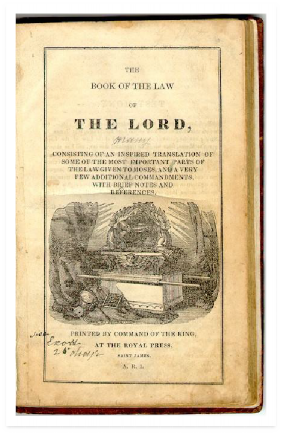 THE
BOOK OF THE LAW
OF
THE LORD,
CONSISTING OF AN INSPIRED TRANSLATION OF
SOME OF THE MOST IMPORTANT PARTS OF
THE LAW GIVEN TO MOSES, AND A VERY
FEW ADDITIONAL COMMANDMENTS,
WITH BRIEF NOTES AND
REFERENCES.
PRINTED BY COMMAND OF THE KING,
AT THE ROYAL PRESS.
SAINT JAMES.
A. R. I.